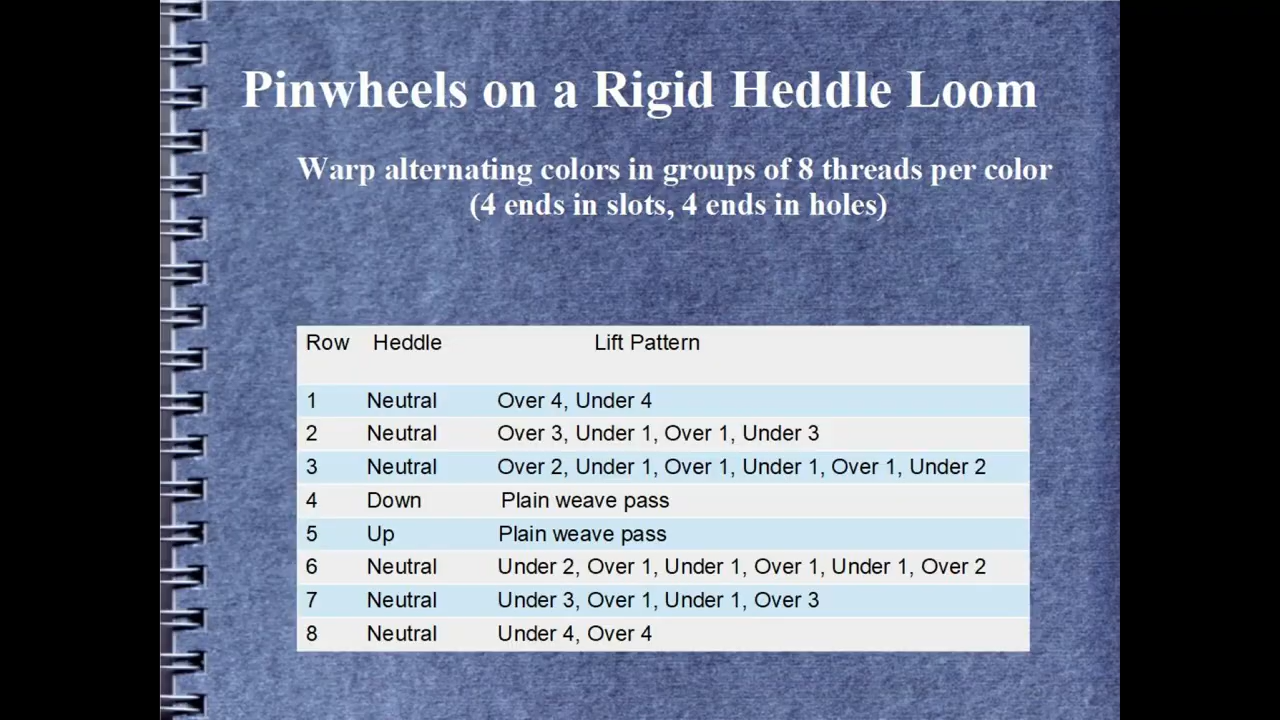 Pinwheels on a Rigid Heddle Loom
Warp alternating colors in groups of 8 threads per color
(4 ends in slots, 4 ends in holes)
Row Heddle Lift Pattern
1 Neutral Over 4, Under 4
2 Neutral Over 3, Under 1, Over 1, Under 3
3 Neutral Over 2, Under 1, Over 1, Under 1, Over 1, Under 2
4 Down Plain weave pass
5 Up Plain weave pass
6 Neutral Under 2, Over 1, Under 1, Over 1, Under 1, Over 2
7 Neutral Under 3, Over 1, Under 1, Over 3
8 Neutral Under 4, Over 4